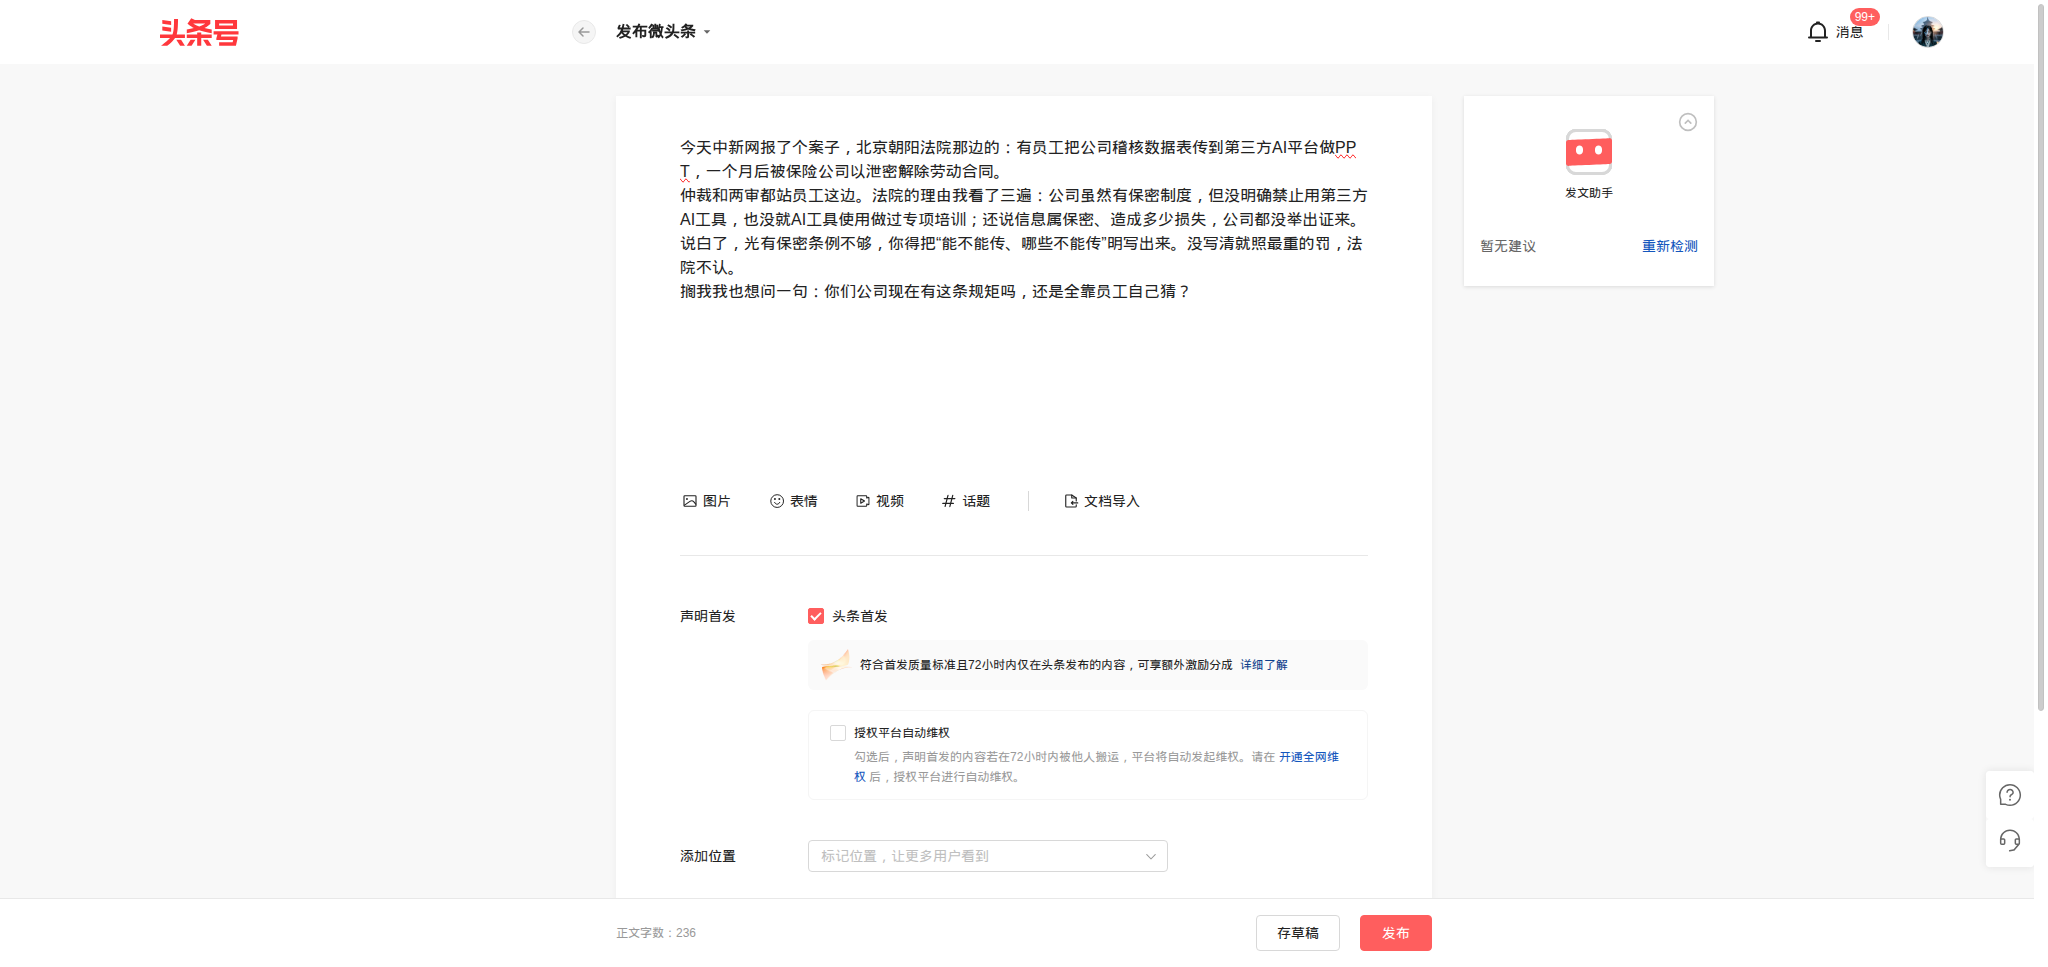 头条号
发布微头条
消息
99+
今天中新网报了个案子，北京朝阳法院那边的：有员工把公司稽核数据表传到第三方AI平台做PP
T，一个月后被保险公司以泄密解除劳动合同。
仲裁和两审都站员工这边。法院的理由我看了三遍：公司虽然有保密制度，但没明确禁止用第三方
AI工具，也没就AI工具使用做过专项培训；还说信息属保密、造成多少损失，公司都没举出证来。
说白了，光有保密条例不够，你得把“能不能传、哪些不能传”明写出来。没写清就照最重的罚，法
院不认。
搁我我也想问一句：你们公司现在有这条规矩吗，还是全靠员工自己猜？
发文助手
暂无建议
重新检测
图片
表情
视频
# 话题
文档导入
声明首发
头条首发
符合首发质量标准且72小时内仅在头条发布的内容，可享额外激励分成 详细了解
授权平台自动维权
勾选后，声明首发的内容若在72小时内被他人搬运，平台将自动发起维权。请在 开通全网维
权 后，授权平台进行自动维权。
添加位置
标记位置，让更多用户看到
正文字数：236
存草稿
发布